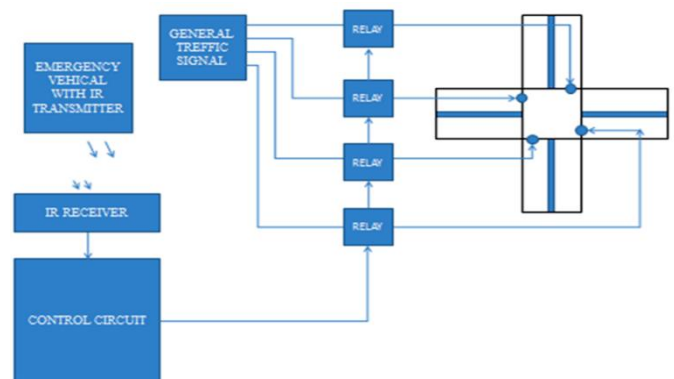 EMERGENCY
VEHICAL
WITH IR
TRANSMITTER
GENERAL
TREFFIC
SIGNAL
RELAY
RELAY
RELAY
RELAY
IR RECEIVER
CONTROL CIRCUIT